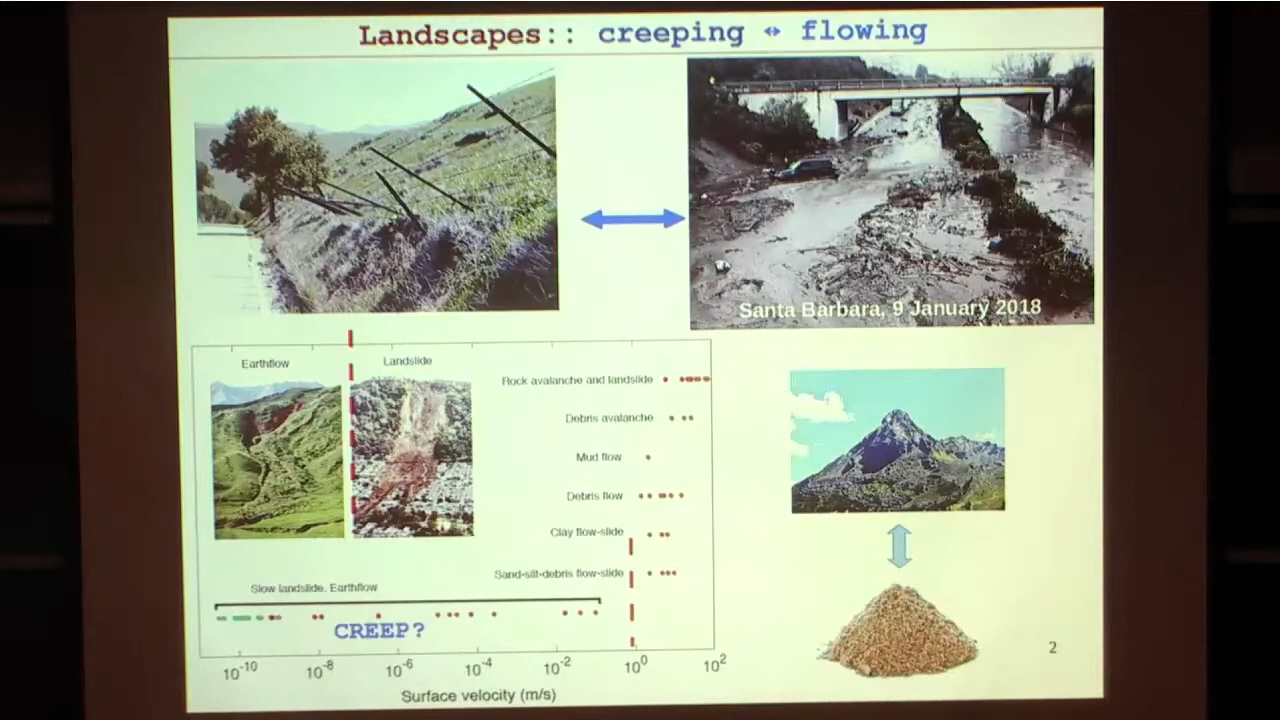 Landscapes:: creeping ↔ flowing
Santa Barbara, 9 January 2018
Earthflow
Landslide
Rock avalanche and landslide
Debris avalanche
Mud flow
Debris flow
Clay flow-slide
Sand-silt-debris flow-slide
Slow landslide. Earthflow
CREEP?
10⁻¹⁰ 10⁻⁸ 10⁻⁶ 10⁻⁴ 10⁻² 10⁰ 10²
Surface velocity (m/s)
2